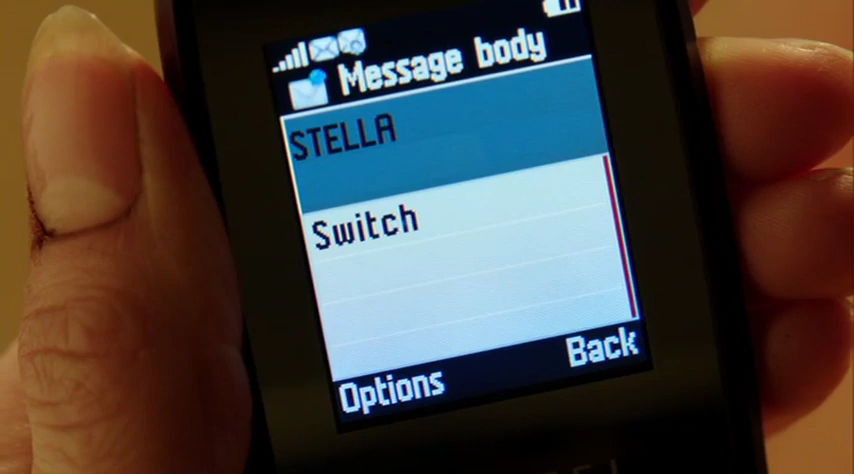 Message body
STELLA
Switch
Options
Back